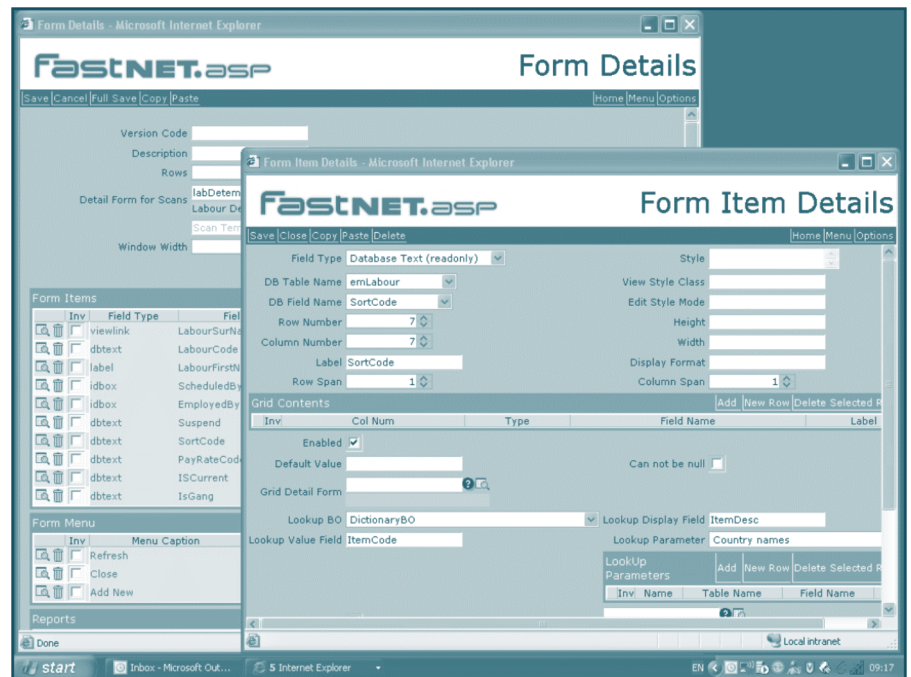 Form Details - Microsoft Internet Explorer
FastNET.asp
Form Details
Save Cancel Full Save Copy Paste
Home Menu Options
Version Code
Description
Rows
Detail Form for Scans labDetem
Labour De
Scan Tem
Window Width
Form Items
Inv Field Type Fiel
viewlink LabourSurNa
dbtext LabourCode
label LabourFirstN
idbox ScheduledBy
idbox EmployedBy
dbtext Suspend
dbtext SortCode
dbtext PayRateCode
dbtext ISCurrent
dbtext IsGang
Form Menu
Inv Menu Caption
Refresh
Close
Add New
Reports
Done
Form Item Details - Microsoft Internet Explorer
FastNET.asp
Form Item Details
Save Close Copy Paste Delete
Home Menu Options
Field Type Database Text (readonly)
Style
DB Table Name emLabour
View Style Class
DB Field Name SortCode
Edit Style Mode
Row Number 7
Height
Column Number 7
Width
Label SortCode
Display Format
Row Span 1
Column Span 1
Grid Contents
Add New Row Delete Selected R
Inv Col Num Type Field Name Label
Enabled
Default Value
Can not be null
Grid Detail Form
Lookup BO DictionaryBO
Lookup Display Field ItemDesc
Lookup Value Field ItemCode
Lookup Parameter Country names
LookUp Parameters
Add New Row Delete Selected R
Inv Name Table Name Field Name
Local intranet
start
Inbox - Microsoft Out...
5 Internet Explorer
EN
09:17